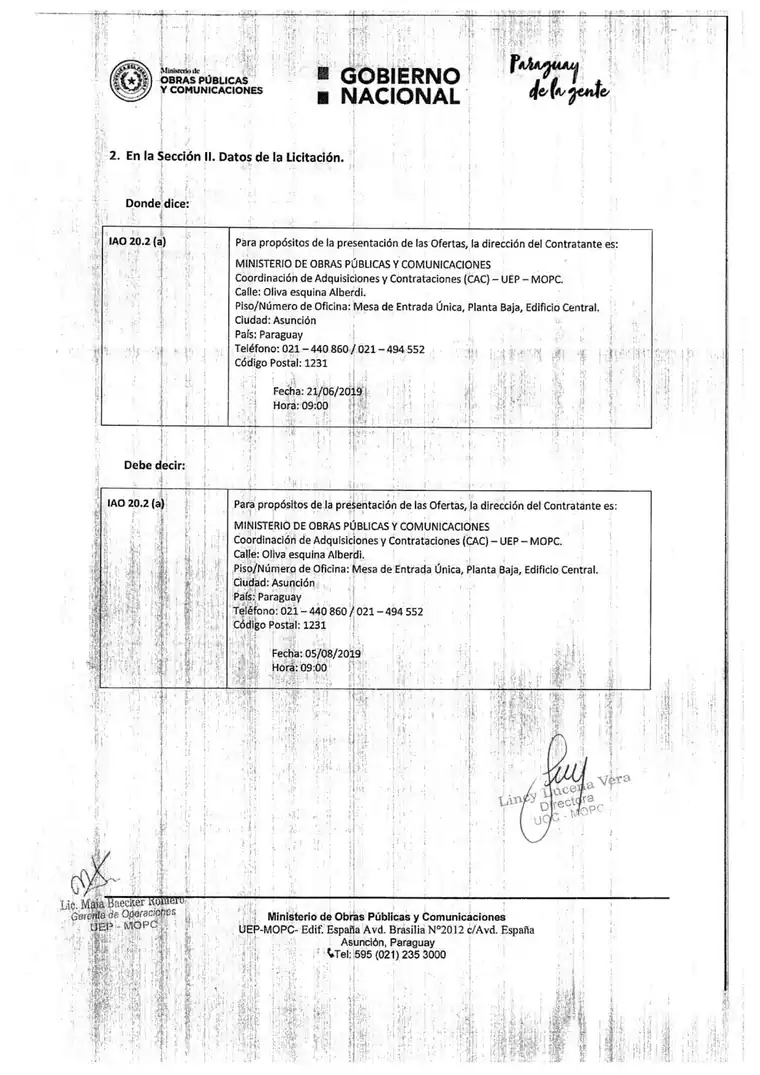 Ministerio de
OBRAS PÚBLICAS
Y COMUNICACIONES
GOBIERNO
NACIONAL
Paraguay
de la gente
2. En la Sección II. Datos de la Licitación.
Donde dice:
IAO 20.2 (a)
Para propósitos de la presentación de las Ofertas, la dirección del Contratante es:
MINISTERIO DE OBRAS PÚBLICAS Y COMUNICACIONES
Coordinación de Adquisiciones y Contrataciones (CAC) – UEP – MOPC.
Calle: Oliva esquina Alberdi.
Piso/Número de Oficina: Mesa de Entrada Única, Planta Baja, Edificio Central.
Ciudad: Asunción
País: Paraguay
Teléfono: 021 – 440 860 / 021 – 494 552
Código Postal: 1231
Fecha: 21/06/2019
Hora: 09:00
Debe decir:
IAO 20.2 (a)
Para propósitos de la presentación de las Ofertas, la dirección del Contratante es:
MINISTERIO DE OBRAS PÚBLICAS Y COMUNICACIONES
Coordinación de Adquisiciones y Contrataciones (CAC) – UEP – MOPC.
Calle: Oliva esquina Alberdi.
Piso/Número de Oficina: Mesa de Entrada Única, Planta Baja, Edificio Central.
Ciudad: Asunción
País: Paraguay
Teléfono: 021 – 440 860 / 021 – 494 552
Código Postal: 1231
Fecha: 05/08/2019
Hora: 09:00
Lincy Lucena Vera
Directora
UOC - MOPC
Lic. Maia Baecker Romero
Gerente de Operaciones
UEP - MOPC
Ministerio de Obras Públicas y Comunicaciones
UEP-MOPC- Edif. España Avd. Brasilia N°2012 c/Avd. España
Asunción, Paraguay
Tel: 595 (021) 235 3000